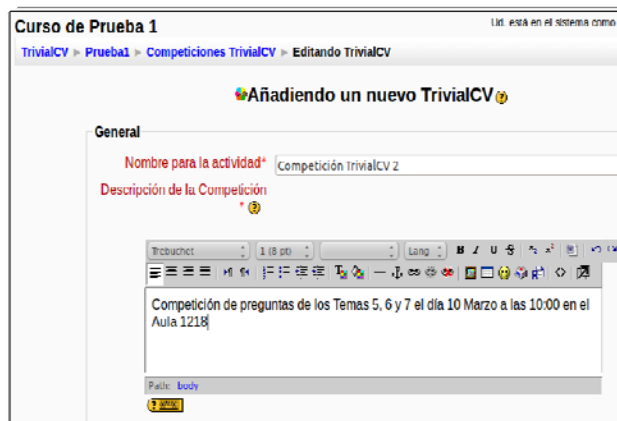 Curso de Prueba 1
Ud. está en el sistema como
TrivialCV ► Prueba1 ► Competiciones TrivialCV ► Editando TrivialCV
Añadiendo un nuevo TrivialCV
General
Nombre para la actividad*
Competición TrivialCV 2
Descripción de la Competición
*
Trebuchet 1 (8 pt) Lang B I U S
Competición de preguntas de los Temas 5, 6 y 7 el día 10 Marzo a las 10:00 en el
Aula 1218
Path: body